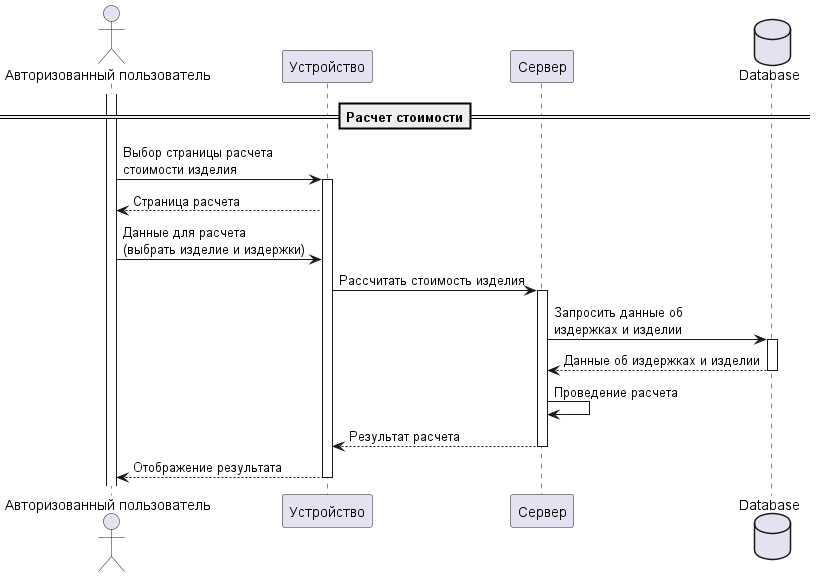 Авторизованный пользователь
Устройство
Сервер
Database
Расчет стоимости
Выбор страницы расчета
стоимости изделия
Страница расчета
Данные для расчета
(выбрать изделие и издержки)
Рассчитать стоимость изделия
Запросить данные об
издержках и изделии
Данные об издержках и изделии
Проведение расчета
Результат расчета
Отображение результата
Авторизованный пользователь
Устройство
Сервер
Database